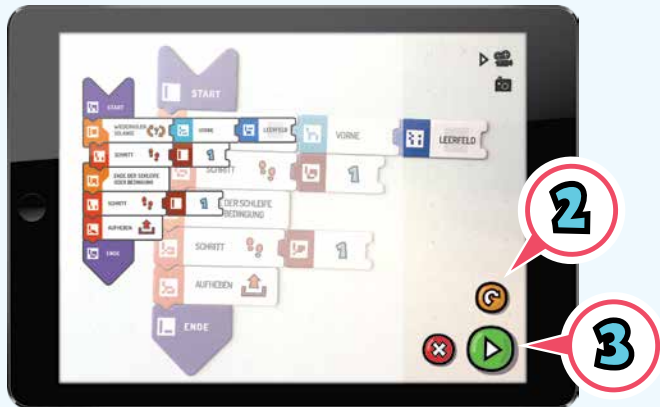 START
WIEDERHOLEN
SOLANGE (?) VORNE LEERFELD
SCHRITT 1
ENDE DER SCHLEIFE
ODER BEDINGUNG
SCHRITT 1
AUFHEBEN
ENDE
START
VORNE LEERFELD
SCHRITT 1
DER SCHLEIFE
BEDINGUNG
SCHRITT 1
AUFHEBEN
ENDE
2
3